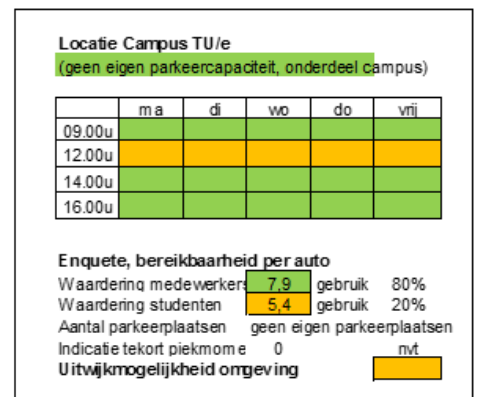 Locatie Campus TU/e
(geen eigen parkeercapaciteit, onderdeel campus)
ma di wo do vrij
09.00u
12.00u
14.00u
16.00u
Enquete, bereikbaarheid per auto
Waardering medewerkers 7,9 gebruik 80%
Waardering studenten 5,4 gebruik 20%
Aantal parkeerplaatsen geen eigen parkeerplaatsen
Indicatie tekort piekmome 0 nvt
Uitwijkmogelijkheid omgeving